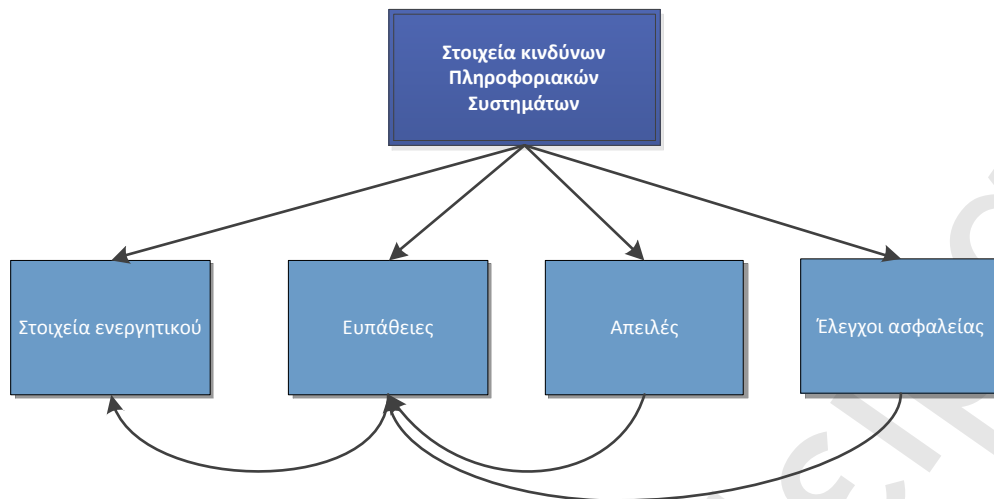 Στοιχεία κινδύνων
Πληροφοριακών
Συστημάτων
Στοιχεία ενεργητικού
Ευπάθειες
Απειλές
Έλεγχοι ασφαλείας